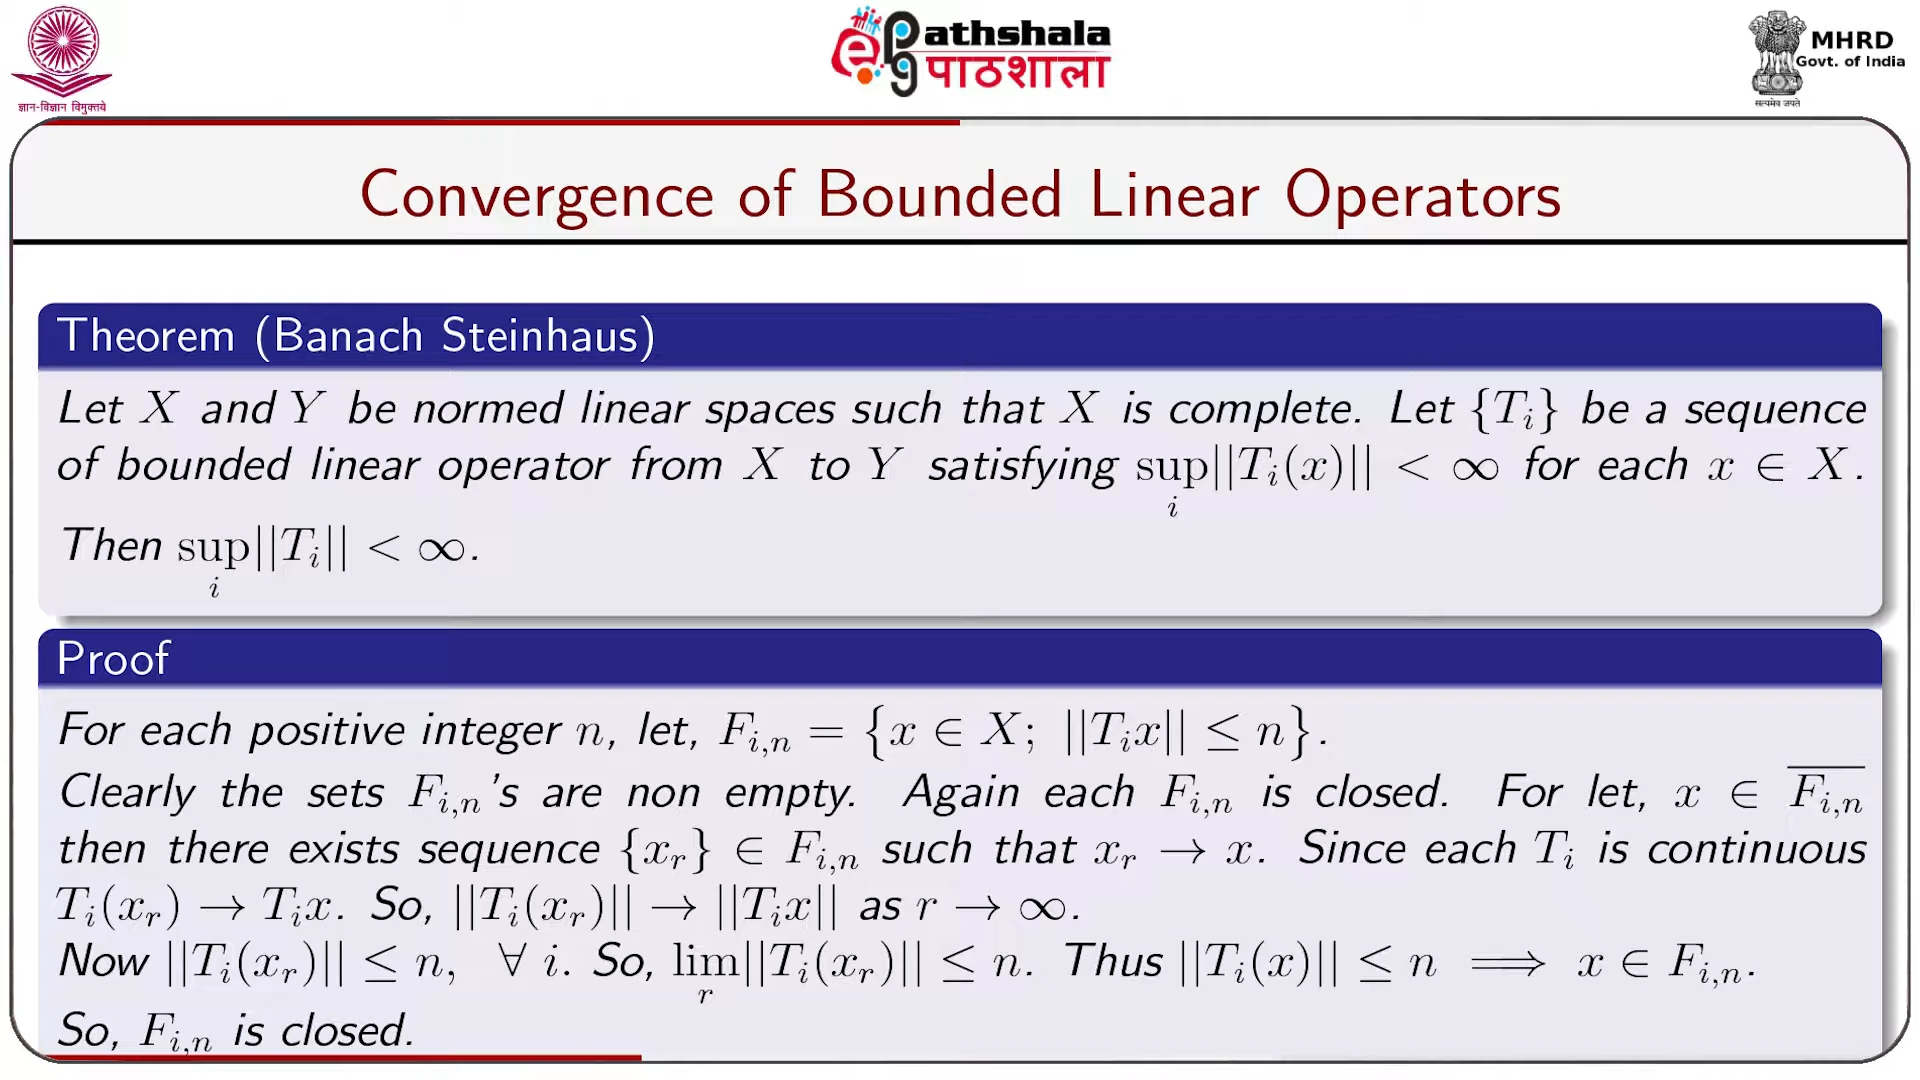 ज्ञान-विज्ञान विमुक्तये
ePathshala
पाठशाला
MHRD
Govt. of India
सत्यमेव जयते
Convergence of Bounded Linear Operators
Theorem (Banach Steinhaus)
Let X and Y be normed linear spaces such that X is complete. Let {T_i} be a sequence
of bounded linear operator from X to Y satisfying sup_i ||T_i(x)|| < ∞ for each x ∈ X.
Then sup_i ||T_i|| < ∞.
Proof
For each positive integer n, let, F_{i,n} = {x ∈ X; ||T_i x|| ≤ n}.
Clearly the sets F_{i,n}'s are non empty. Again each F_{i,n} is closed. For let, x ∈ \overline{F_{i,n}}
then there exists sequence {x_r} ∈ F_{i,n} such that x_r → x. Since each T_i is continuous
T_i(x_r) → T_i x. So, ||T_i(x_r)|| → ||T_i x|| as r → ∞.
Now ||T_i(x_r)|| ≤ n, ∀ i. So, lim_r ||T_i(x_r)|| ≤ n. Thus ||T_i(x)|| ≤ n ⟹ x ∈ F_{i,n}.
So, F_{i,n} is closed.